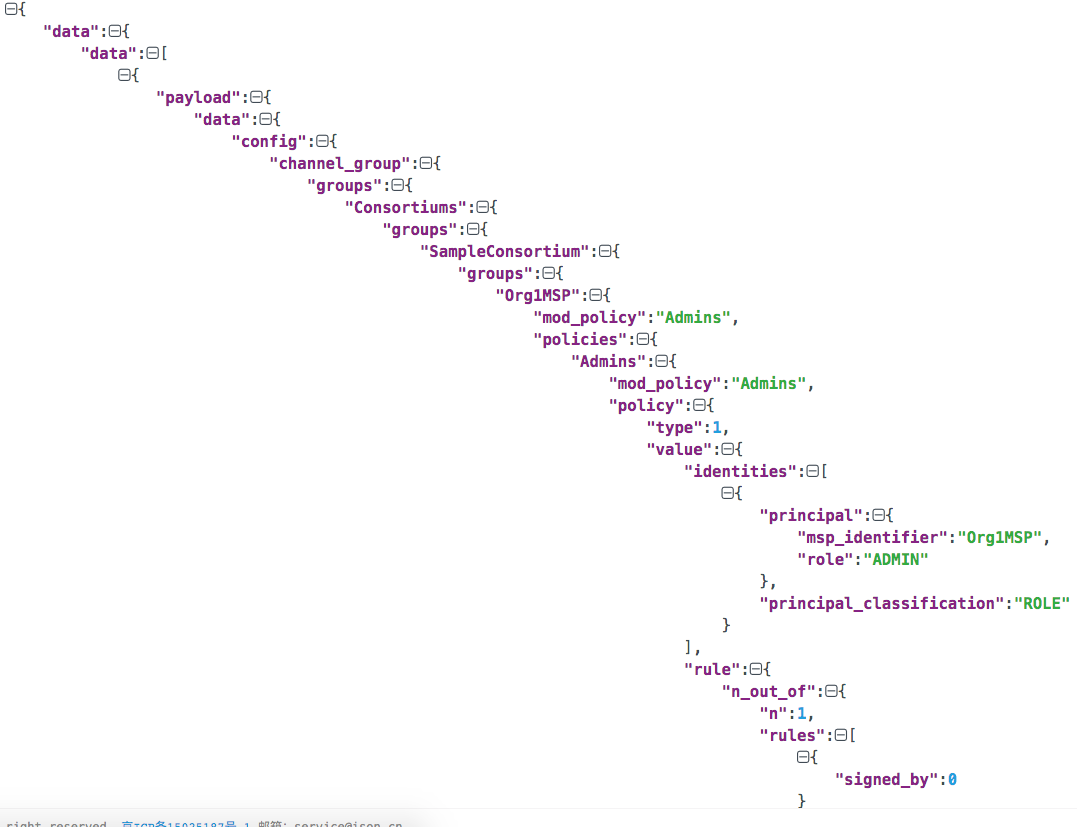 {
"data":{
"data":[
{
"payload":{
"data":{
"config":{
"channel_group":{
"groups":{
"Consortiums":{
"groups":{
"SampleConsortium":{
"groups":{
"Org1MSP":{
"mod_policy":"Admins",
"policies":{
"Admins":{
"mod_policy":"Admins",
"policy":{
"type":1,
"value":{
"identities":[
{
"principal":{
"msp_identifier":"Org1MSP",
"role":"ADMIN"
},
"principal_classification":"ROLE"
}
],
"rule":{
"n_out_of":{
"n":1,
"rules":[
{
"signed_by":0
}
right reserved 京ICP备15025187号-1 邮箱: service@json.cn